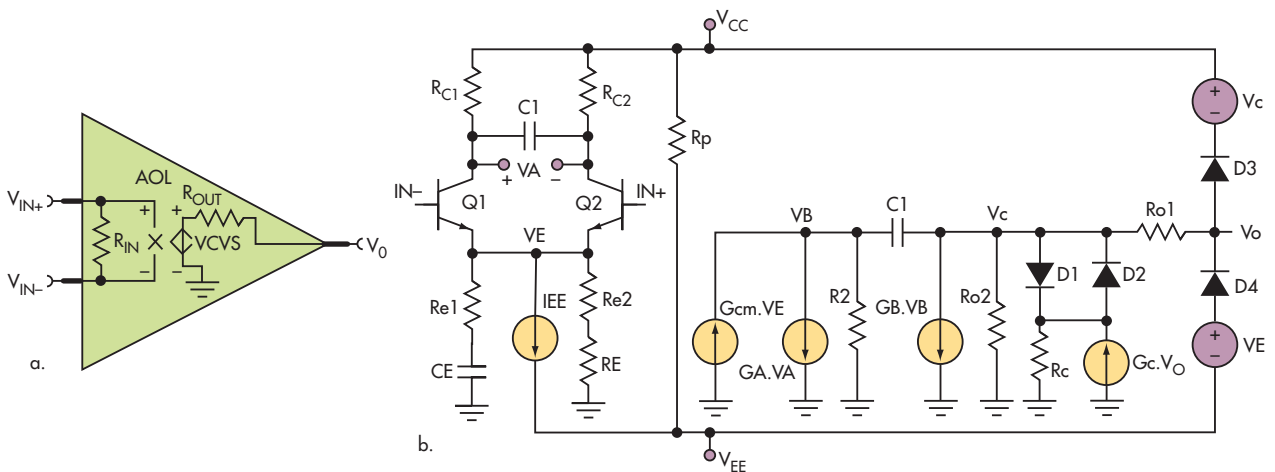 AOL
ROUT
VIN+
RIN
VCVS
VIN–
V0
+
–
+
–
a.
VCC
RC1
RC2
C1
Rp
VA
+
–
IN–
IN+
Q1
Q2
VE
Re1
IEE
Re2
CE
RE
VEE
b.
VB
C1
Vc
Ro1
Vo
Gcm.VE
GA.VA
R2
GB.VB
Ro2
D1
D2
Rc
Gc.VO
+
–
Vc
D3
D4
+
–
VE